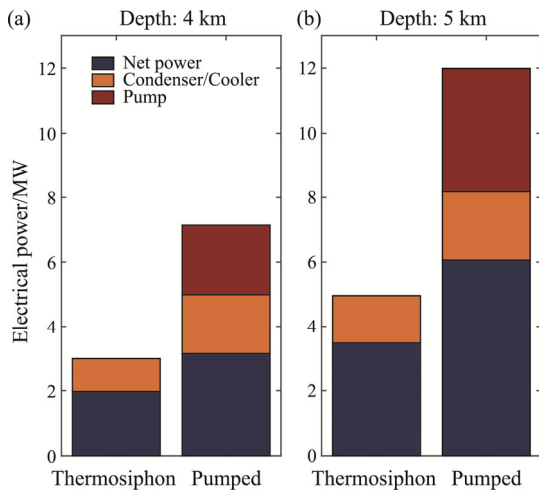 (a)
Depth: 4 km
(b)
Depth: 5 km
Electrical power/MW
12
10
8
6
4
2
0
Net power
Condenser/Cooler
Pump
12
10
8
6
4
2
0
Thermosiphon
Pumped
Thermosiphon
Pumped